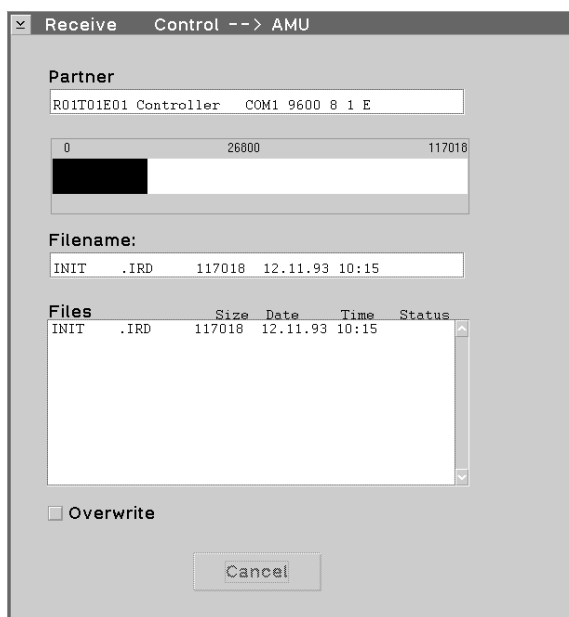 Receive Control --> AMU
Partner
R01T01E01 Controller COM1 9600 8 1 E
0 26800 117018
Filename:
INIT .IRD 117018 12.11.93 10:15
Files Size Date Time Status
INIT .IRD 117018 12.11.93 10:15
Overwrite
Cancel